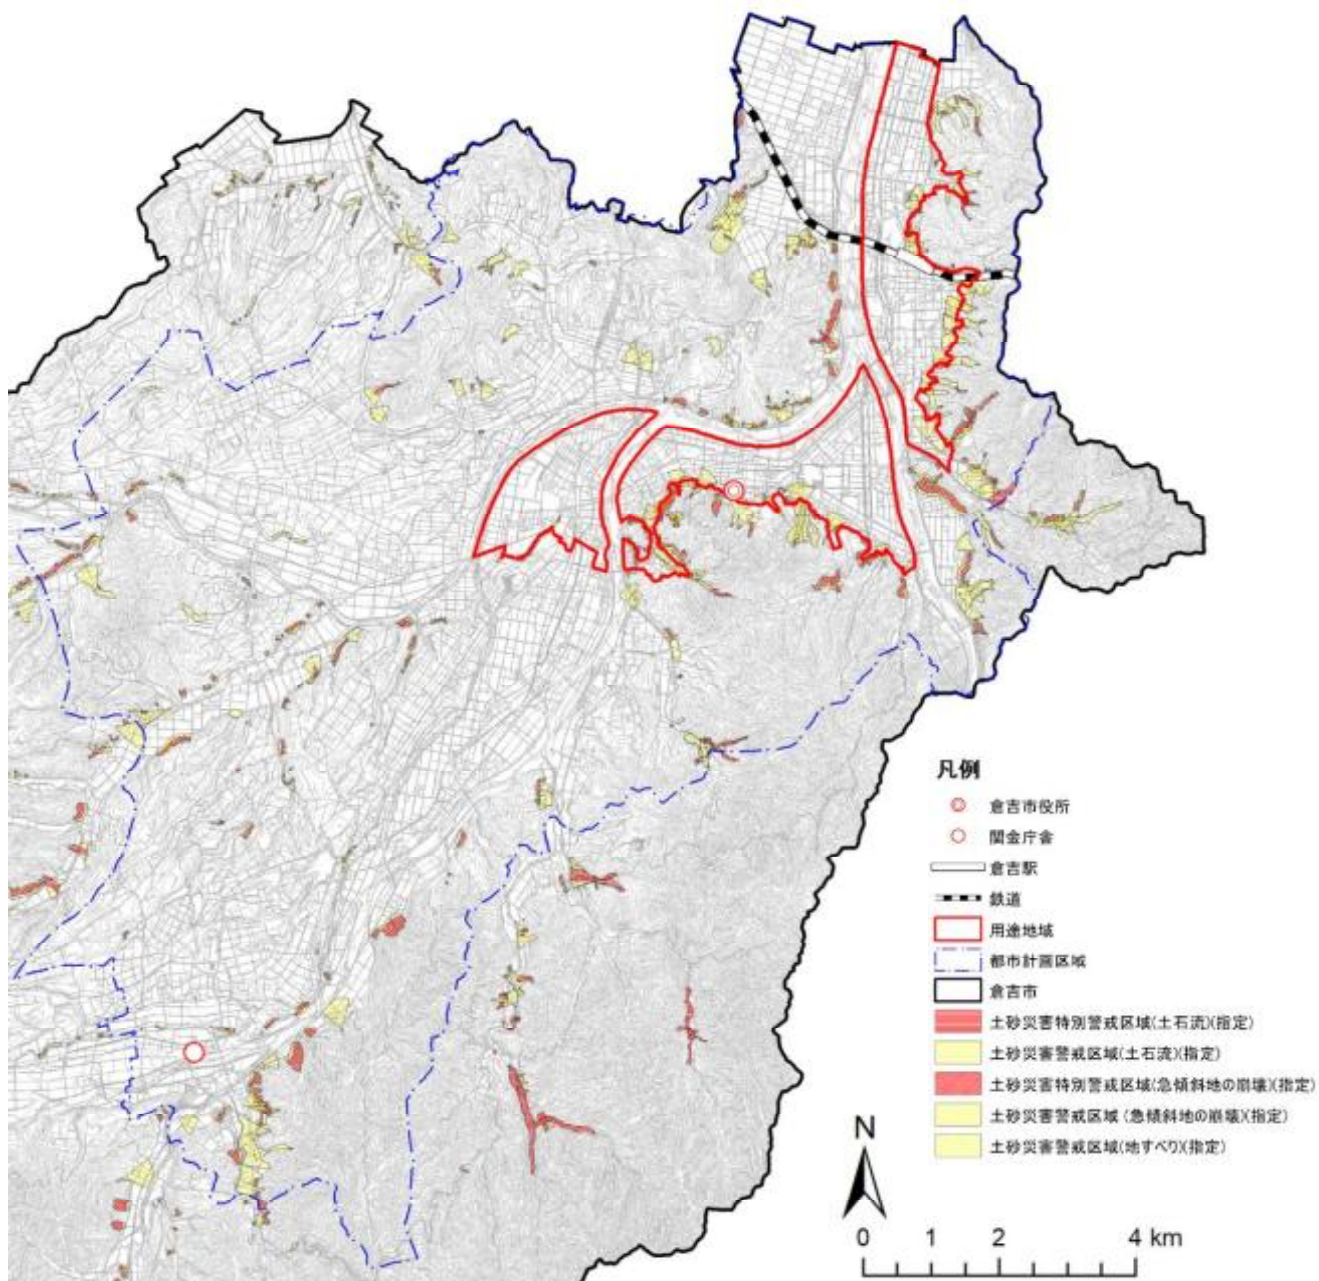 凡例
倉吉市役所
関金庁舎
倉吉駅
鉄道
用途地域
都市計画区域
倉吉市
土砂災害特別警戒区域(土石流)(指定)
土砂災害警戒区域(土石流)(指定)
土砂災害特別警戒区域(急傾斜地の崩壊)(指定)
土砂災害警戒区域 (急傾斜地の崩壊)(指定)
土砂災害警戒区域(地すべり)(指定)
N
0 1 2 4 km